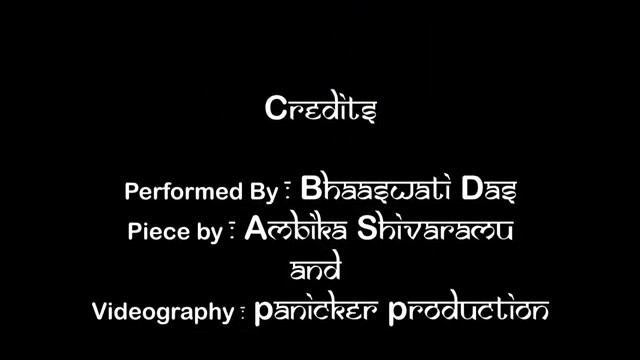 Credits
Performed By : Bhaaswati Das
Piece by : Ambika Shivaramu
and
Videography : panicker production